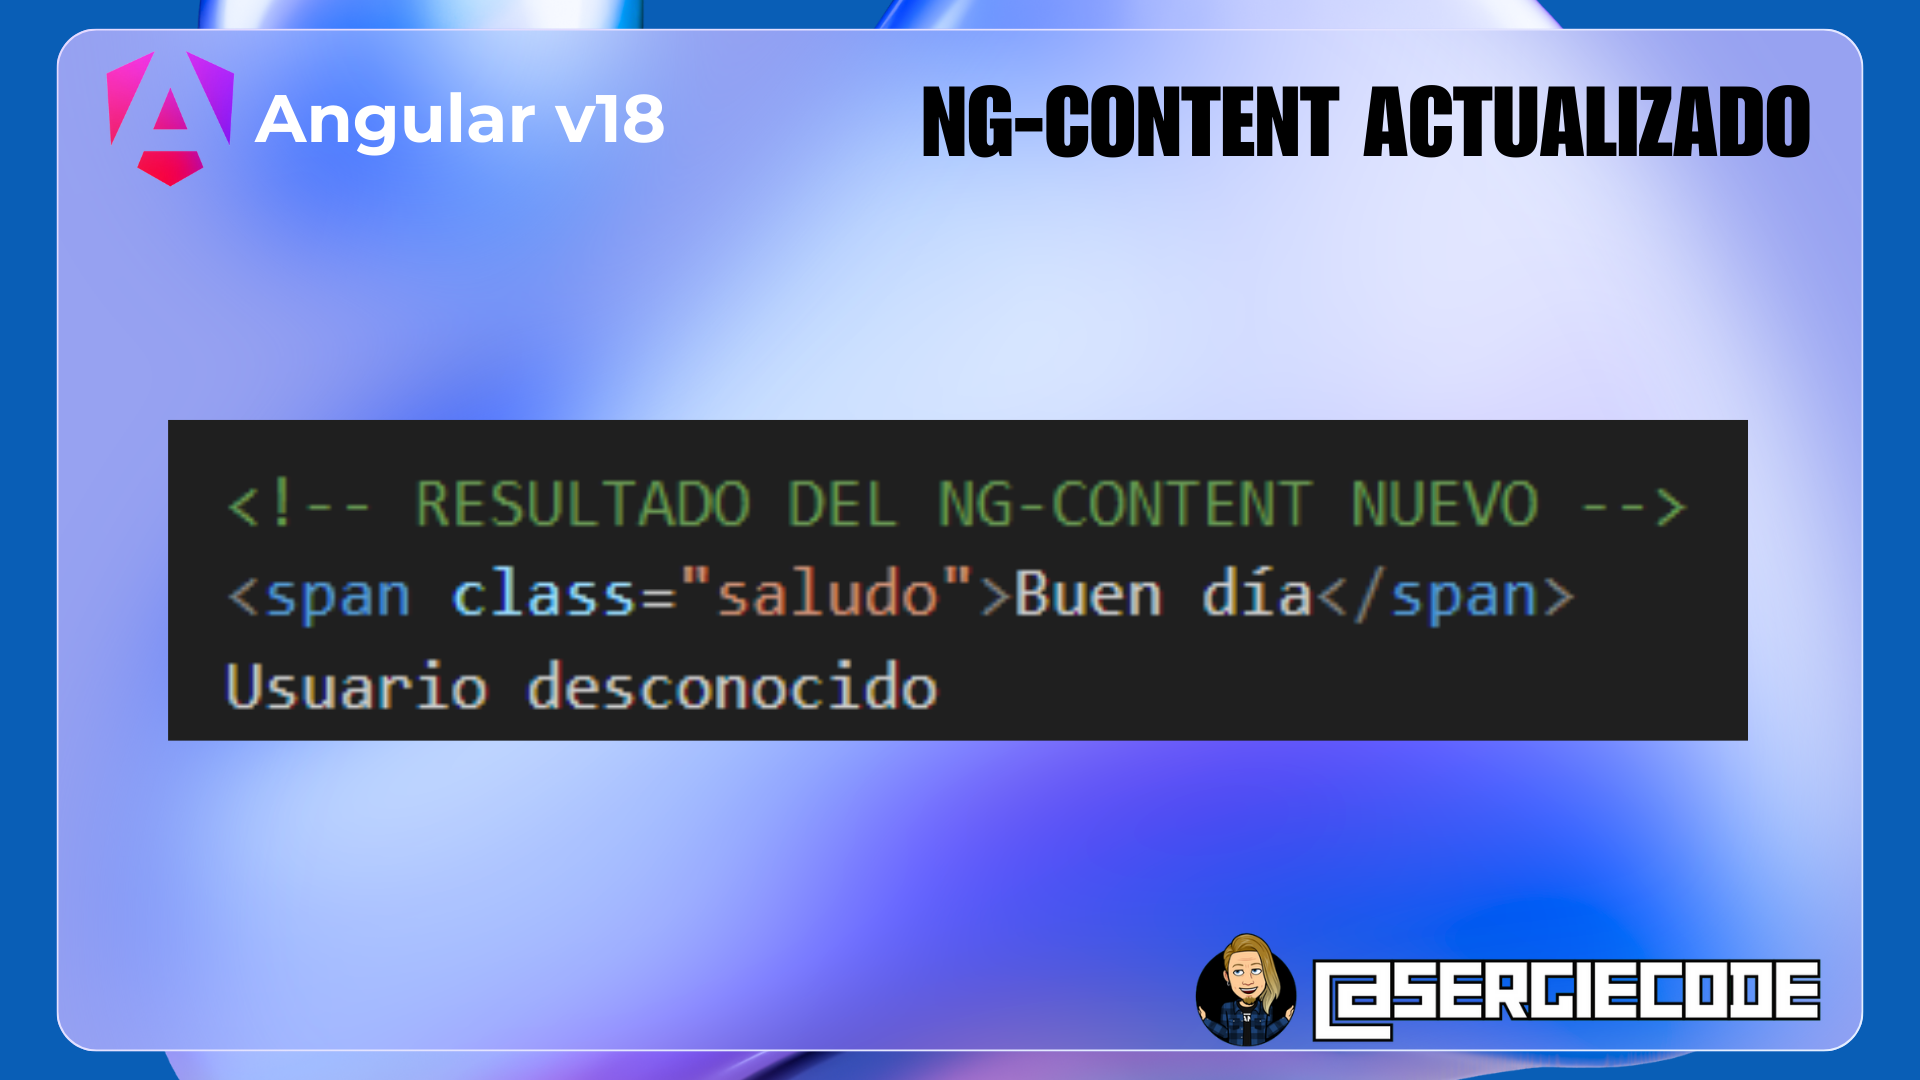 Angular v18
NG-CONTENT ACTUALIZADO
<!-- RESULTADO DEL NG-CONTENT NUEVO -->
<span class="saludo">Buen día</span>
Usuario desconocido
@SERGIECODE